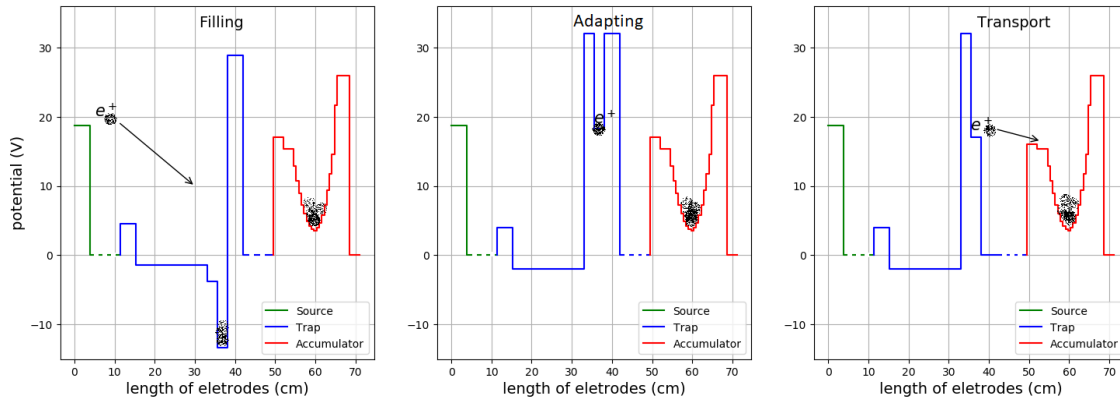 Filling
potential (V)
30
20
10
0
−10
e+
Source
Trap
Accumulator
0 10 20 30 40 50 60 70
length of eletrodes (cm)
Adapting
30
20
10
0
−10
e+
Source
Trap
Accumulator
0 10 20 30 40 50 60 70
length of eletrodes (cm)
Transport
30
20
10
0
−10
e+
Source
Trap
Accumulator
0 10 20 30 40 50 60 70
length of eletrodes (cm)